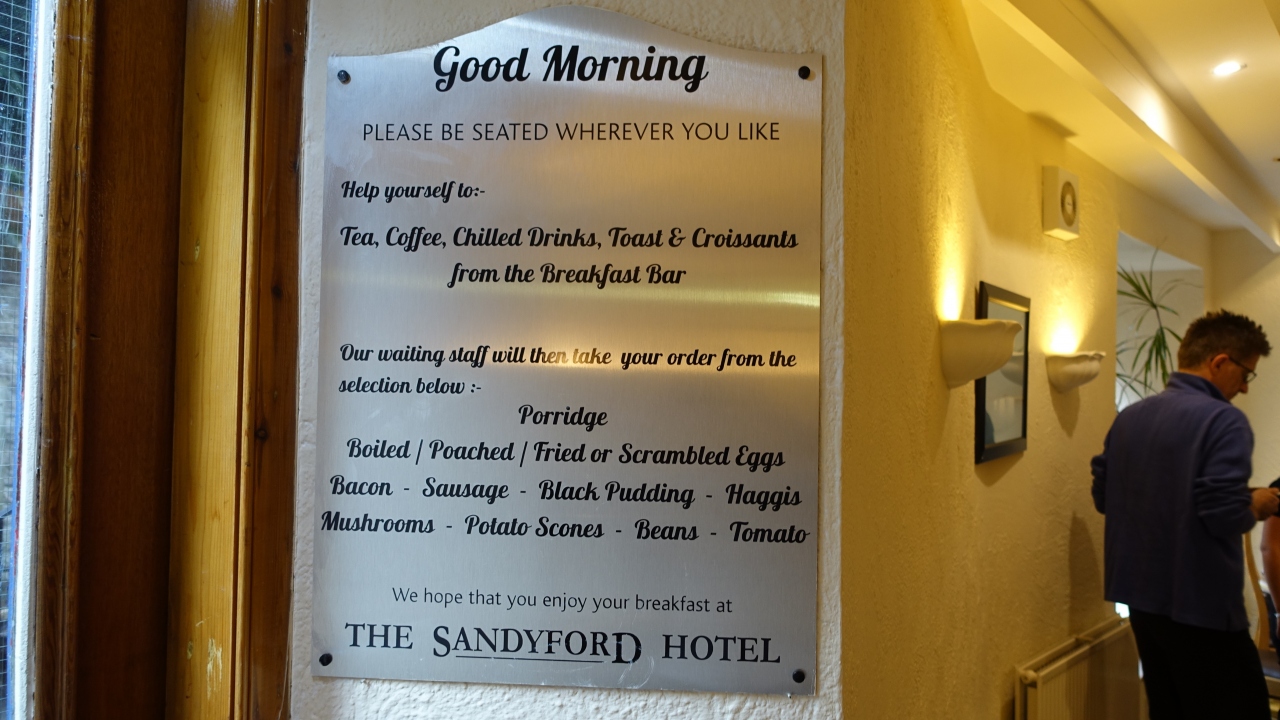 Good Morning
PLEASE BE SEATED WHEREVER YOU LIKE
Help yourself to:-
Tea, Coffee, Chilled Drinks, Toast & Croissants
from the Breakfast Bar
Our waiting staff will then take your order from the
selection below :-
Porridge
Boiled / Poached / Fried or Scrambled Eggs
Bacon - Sausage - Black Pudding - Haggis
Mushrooms - Potato Scones - Beans - Tomato
We hope that you enjoy your breakfast at
THE SANDYFORD HOTEL